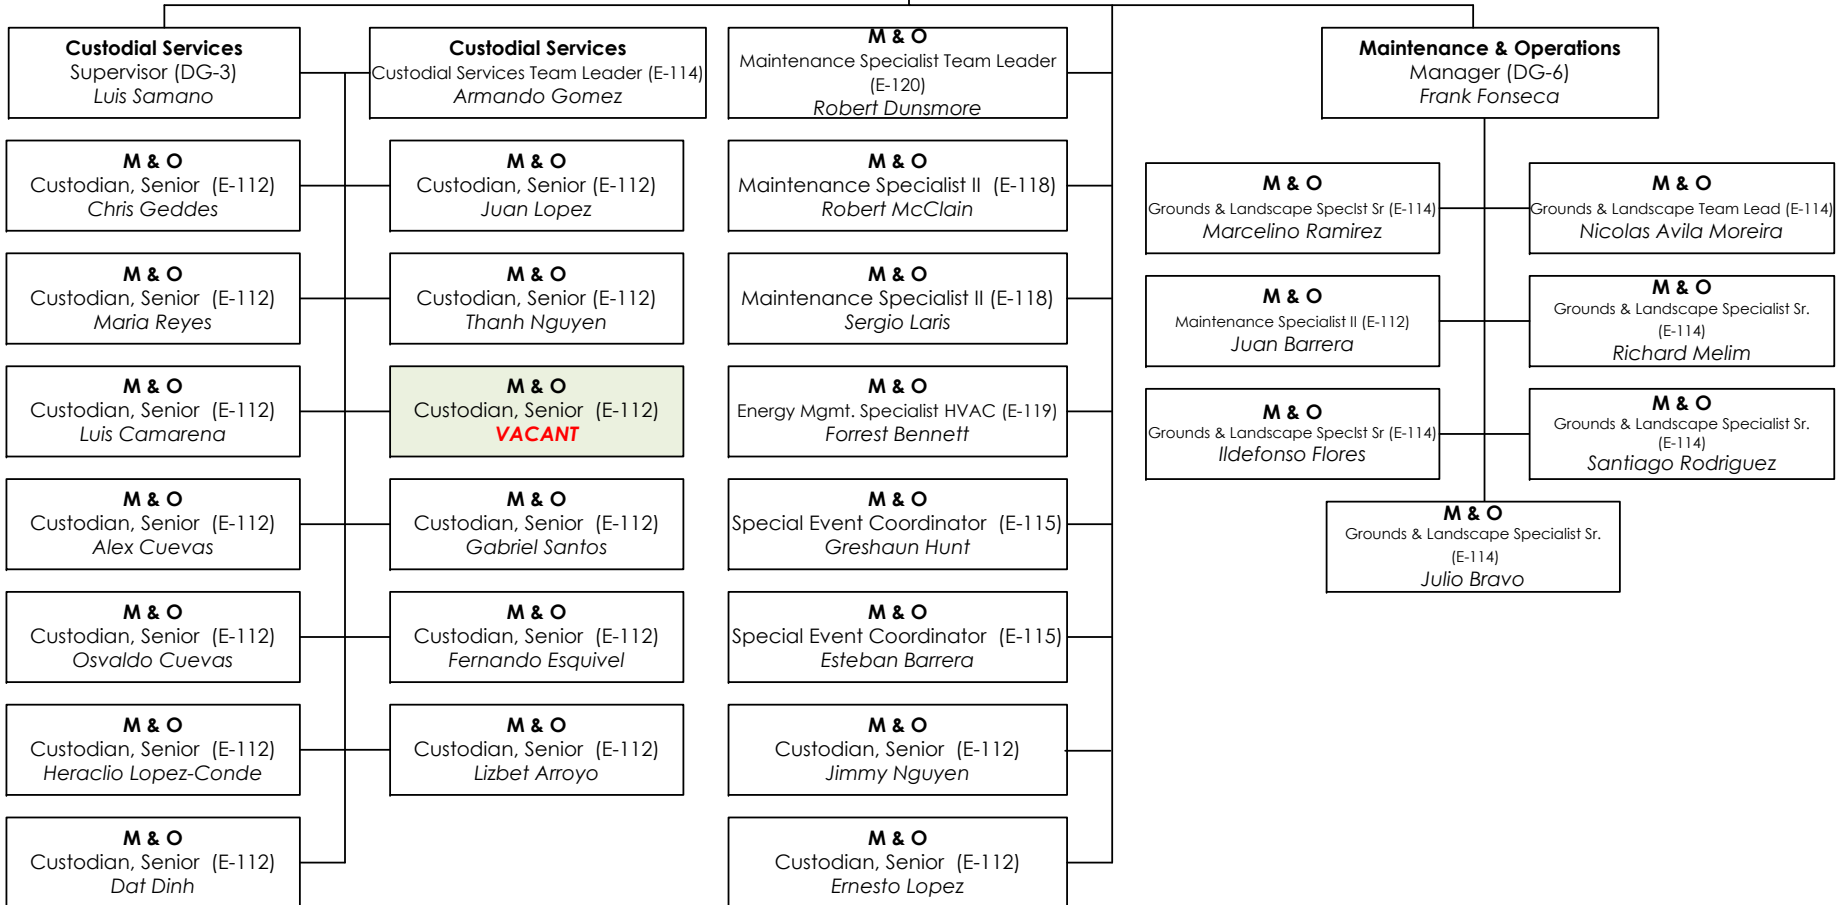 Custodial Services
Supervisor (DG-3)
Luis Samano
Custodial Services
Custodial Services Team Leader (E-114)
Armando Gomez
M & O
Maintenance Specialist Team Leader
(E-120)
Robert Dunsmore
Maintenance & Operations
Manager (DG-6)
Frank Fonseca
M & O
Custodian, Senior (E-112)
Chris Geddes
M & O
Custodian, Senior (E-112)
Juan Lopez
M & O
Maintenance Specialist II (E-118)
Robert McClain
M & O
Grounds & Landscape Speclst Sr (E-114)
Marcelino Ramirez
M & O
Grounds & Landscape Team Lead (E-114)
Nicolas Avila Moreira
M & O
Custodian, Senior (E-112)
Maria Reyes
M & O
Custodian, Senior (E-112)
Thanh Nguyen
M & O
Maintenance Specialist II (E-118)
Sergio Laris
M & O
Maintenance Specialist II (E-112)
Juan Barrera
M & O
Grounds & Landscape Specialist Sr.
(E-114)
Richard Melim
M & O
Custodian, Senior (E-112)
Luis Camarena
M & O
Custodian, Senior (E-112)
VACANT
M & O
Energy Mgmt. Specialist HVAC (E-119)
Forrest Bennett
M & O
Grounds & Landscape Speclst Sr (E-114)
Ildefonso Flores
M & O
Grounds & Landscape Specialist Sr.
(E-114)
Santiago Rodriguez
M & O
Custodian, Senior (E-112)
Alex Cuevas
M & O
Custodian, Senior (E-112)
Gabriel Santos
M & O
Special Event Coordinator (E-115)
Greshaun Hunt
M & O
Grounds & Landscape Specialist Sr.
(E-114)
Julio Bravo
M & O
Custodian, Senior (E-112)
Osvaldo Cuevas
M & O
Custodian, Senior (E-112)
Fernando Esquivel
M & O
Special Event Coordinator (E-115)
Esteban Barrera
M & O
Custodian, Senior (E-112)
Heraclio Lopez-Conde
M & O
Custodian, Senior (E-112)
Lizbet Arroyo
M & O
Custodian, Senior (E-112)
Jimmy Nguyen
M & O
Custodian, Senior (E-112)
Dat Dinh
M & O
Custodian, Senior (E-112)
Ernesto Lopez